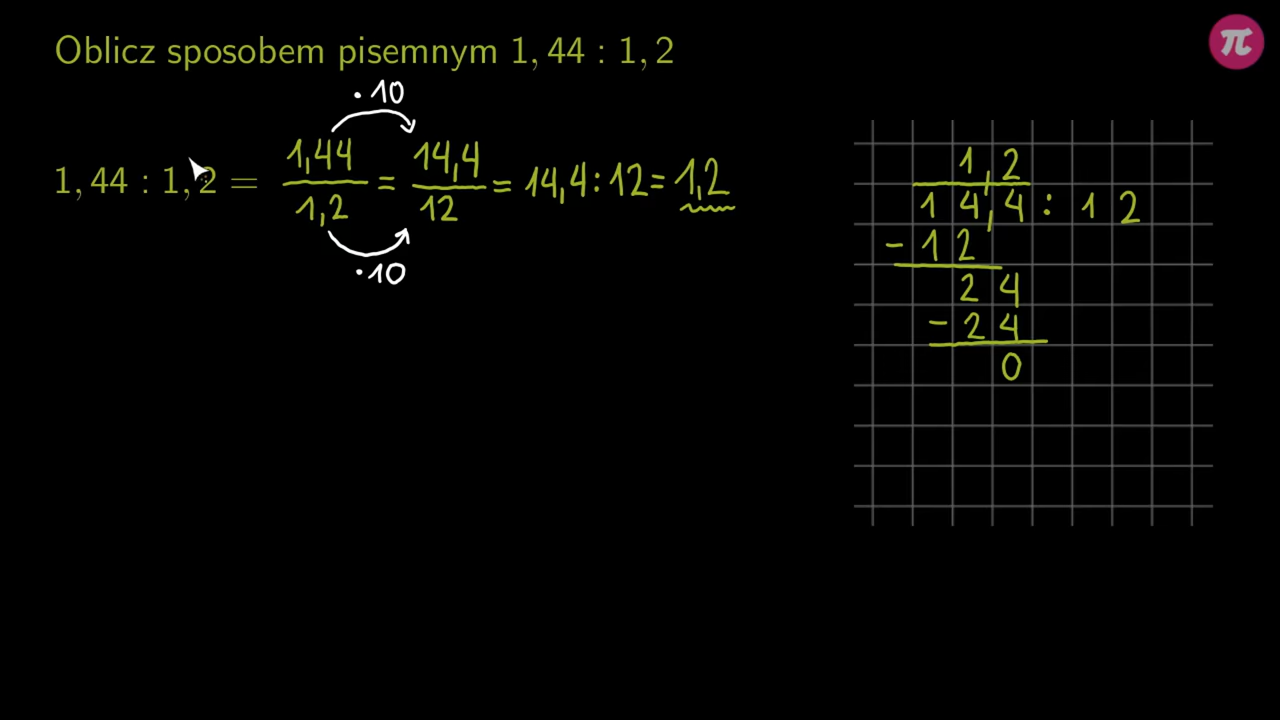 Oblicz sposobem pisemnym 1,44 : 1,2
·10
1,44 : 1,2 = 1,44/1,2 = 14,4/12 = 14,4:12=1,2
·10
1,2
14,4:12
-12
24
-24
0
π